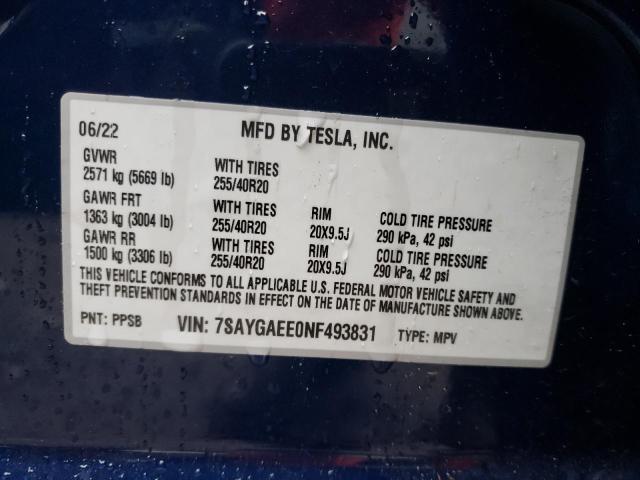 06/22 MFD BY TESLA, INC.
GVWR
2571 kg (5669 lb) WITH TIRES 255/40R20
GAWR FRT
1363 kg (3004 lb) WITH TIRES 255/40R20 RIM 20X9.5J COLD TIRE PRESSURE 290 kPa, 42 psi
GAWR RR
1500 kg (3306 lb) WITH TIRES 255/40R20 RIM 20X9.5J COLD TIRE PRESSURE 290 kPa, 42 psi
THIS VEHICLE CONFORMS TO ALL APPLICABLE U.S. FEDERAL MOTOR VEHICLE SAFETY AND
THEFT PREVENTION STANDARDS IN EFFECT ON THE DATE OF MANUFACTURE SHOWN ABOVE.
PNT: PPSB VIN: 7SAYGAEE0NF493831 TYPE: MPV